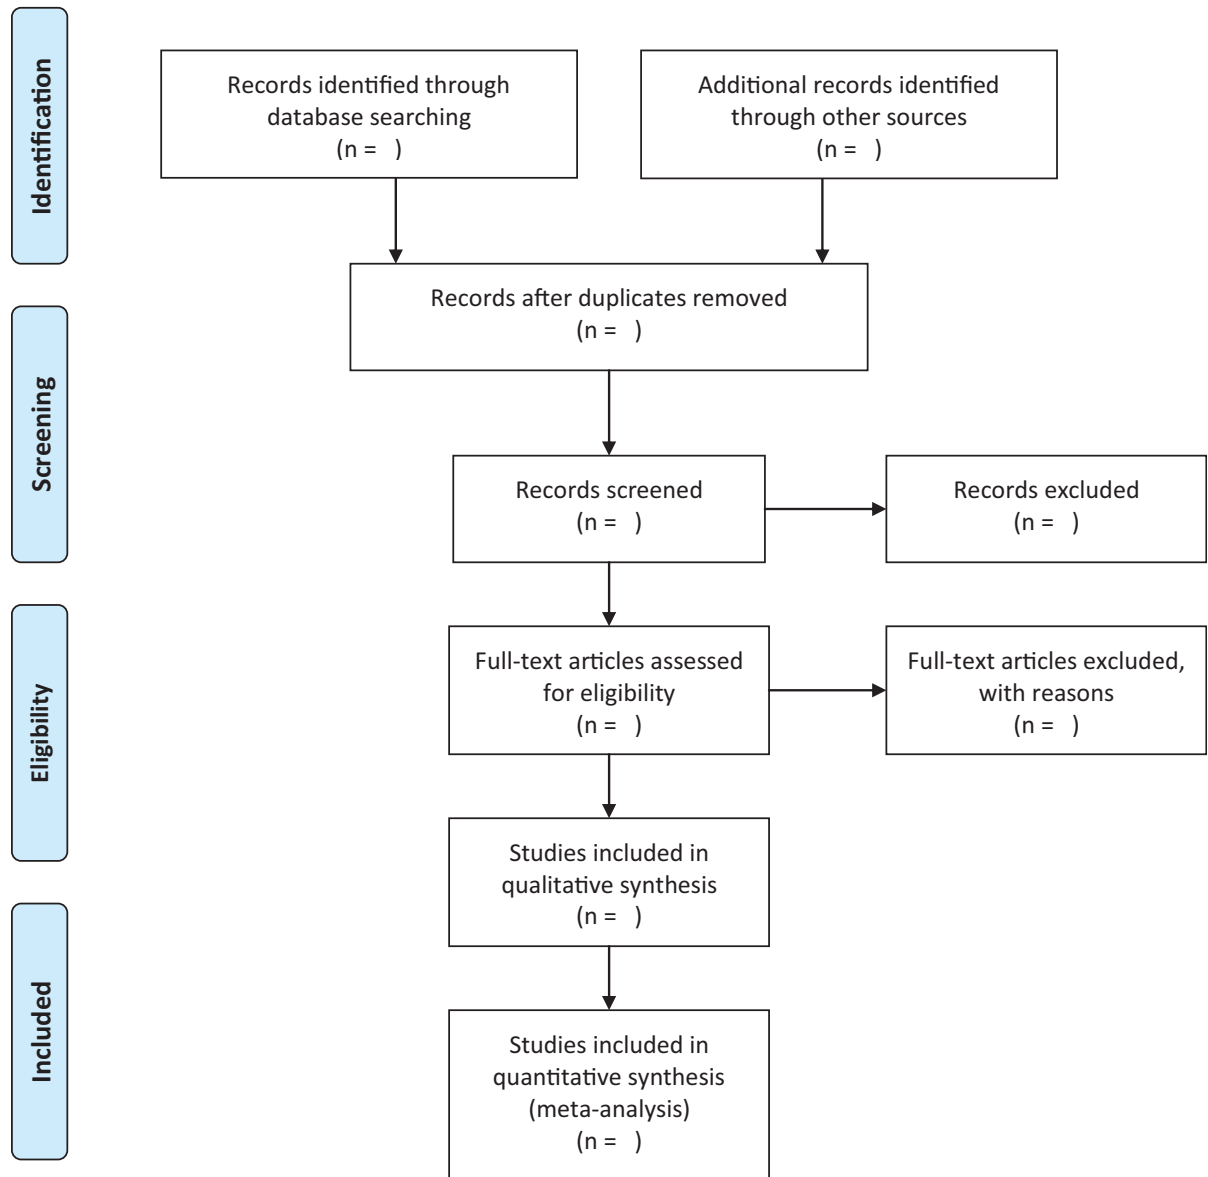 Identification
Records identified through
database searching
(n =   )
Additional records identified
through other sources
(n =   )
Records after duplicates removed
(n =   )
Screening
Records screened
(n =   )
Records excluded
(n =   )
Eligibility
Full-text articles assessed
for eligibility
(n =   )
Full-text articles excluded,
with reasons
(n =   )
Studies included in
qualitative synthesis
(n =   )
Included
Studies included in
quantitative synthesis
(meta-analysis)
(n =   )